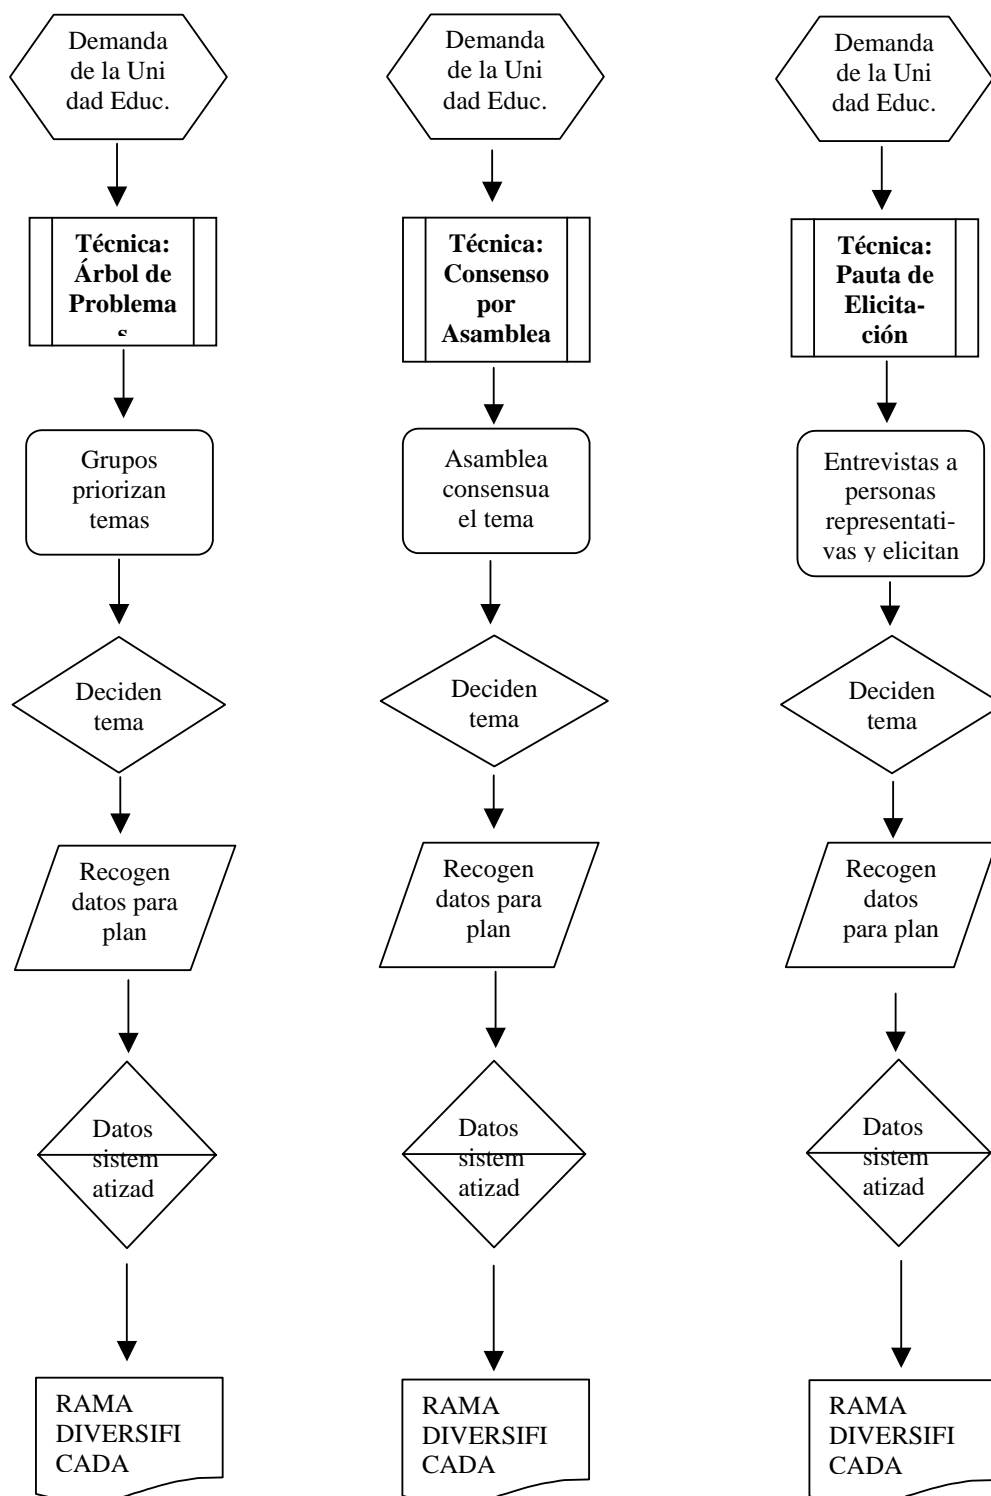 Demanda
de la Uni
dad Educ.
Técnica:
Árbol de
Problema
s
Grupos
priorizan
temas
Deciden
tema
Recogen
datos para
plan
Datos
sistem
atizad
RAMA
DIVERSIFI
CADA
Demanda
de la Uni
dad Educ.
Técnica:
Consenso
por
Asamblea
Asamblea
consensua
el tema
Deciden
tema
Recogen
datos para
plan
Datos
sistem
atizad
RAMA
DIVERSIFI
CADA
Demanda
de la Uni
dad Educ.
Técnica:
Pauta de
Elicita-
ción
Entrevistas a
personas
representati-
vas y elicitan
Deciden
tema
Recogen
datos
para plan
Datos
sistem
atizad
RAMA
DIVERSIFI
CADA